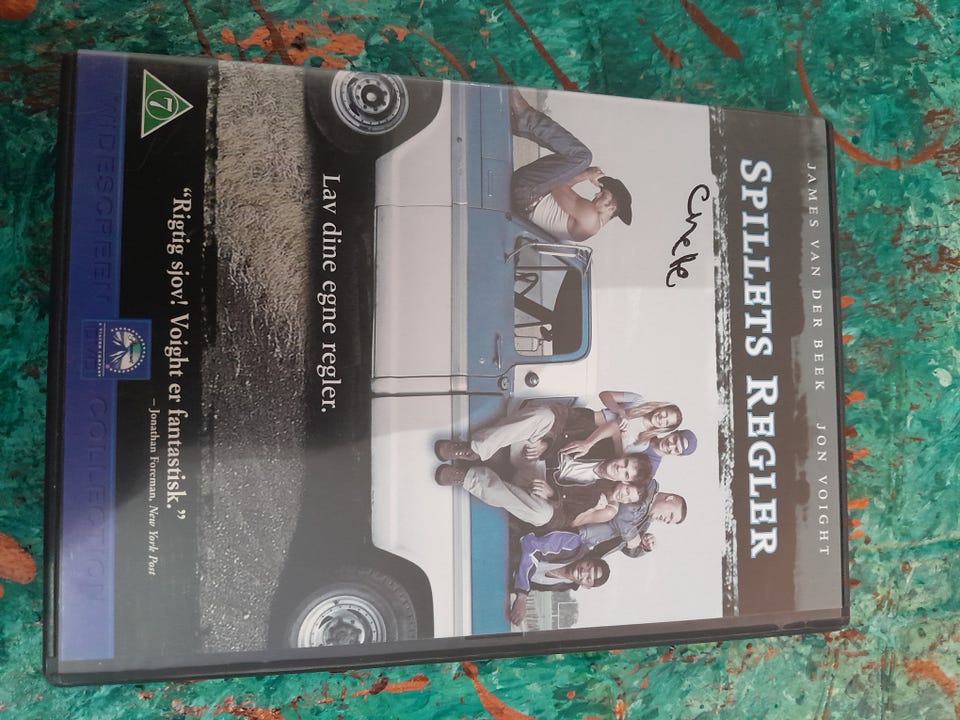 JAMES VAN DER BEEK JON VOIGHT
SPILLETS REGLER
Lav dine egne regler.
“Rigtig sjov! Voight er fantastisk.”
–Jonathan Foreman, New York Post
7
WIDESCREEN COLLECTION